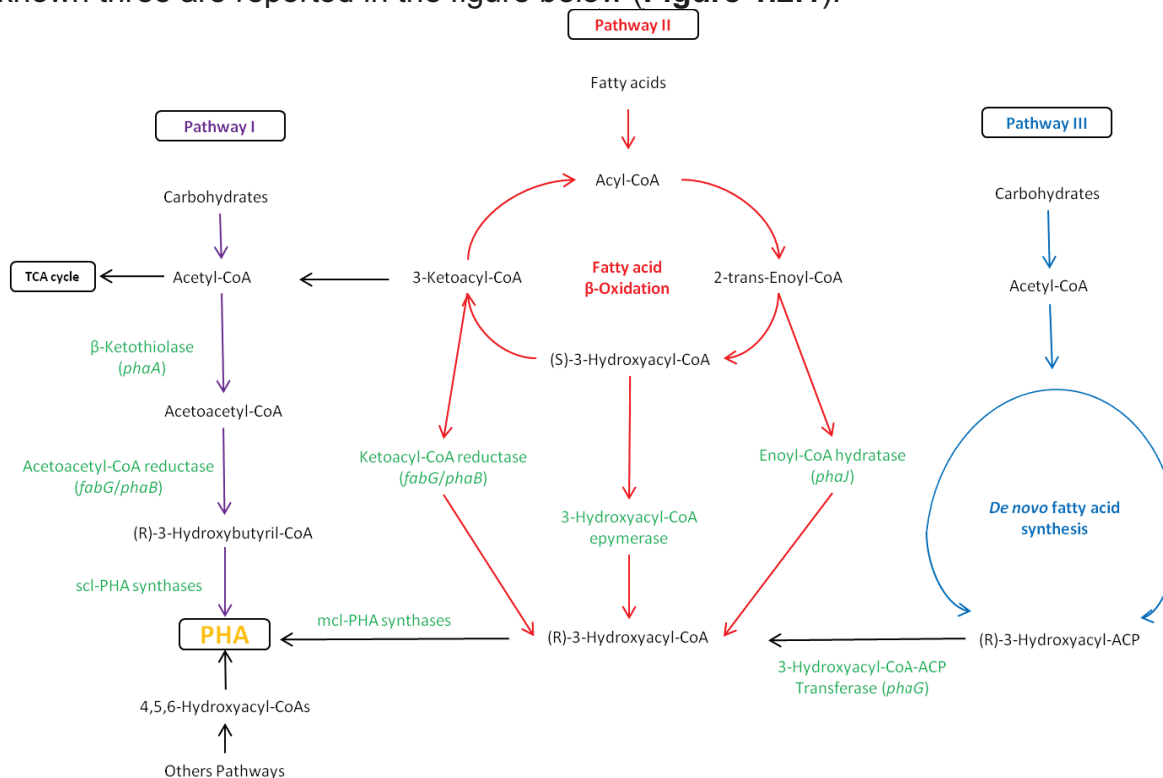 known three are reported in the figure below (Figure 1.2.1).
Pathway II
Fatty acids
Pathway I
Pathway III
Acyl-CoA
Carbohydrates
Carbohydrates
TCA cycle
Acetyl-CoA
3-Ketoacyl-CoA
Fatty acid
β-Oxidation
2-trans-Enoyl-CoA
Acetyl-CoA
β-Ketothiolase
(phaA)
(S)-3-Hydroxyacyl-CoA
Acetoacetyl-CoA
Acetoacetyl-CoA reductase
(fabG/phaB)
Ketoacyl-CoA reductase
(fabG/phaB)
Enoyl-CoA hydratase
(phaJ)
3-Hydroxyacyl-CoA
epymerase
De novo fatty acid
synthesis
(R)-3-Hydroxybutyril-CoA
scl-PHA synthases
PHA
mcl-PHA synthases
(R)-3-Hydroxyacyl-CoA
(R)-3-Hydroxyacyl-ACP
3-Hydroxyacyl-CoA-ACP
Transferase (phaG)
4,5,6-Hydroxyacyl-CoAs
Others Pathways